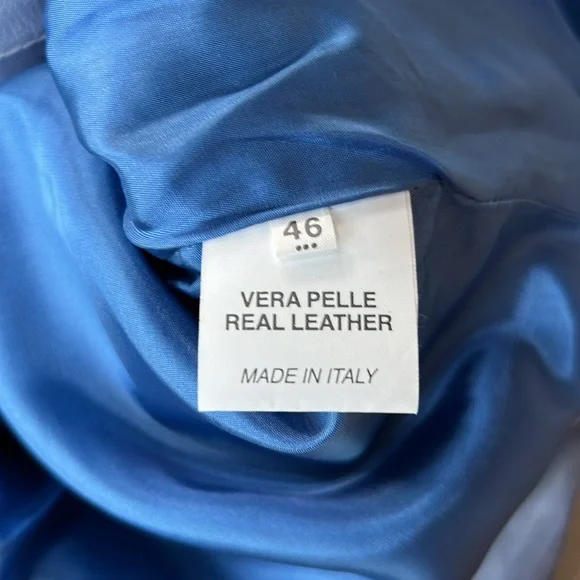 46
•••
VERA PELLE
REAL LEATHER
MADE IN ITALY